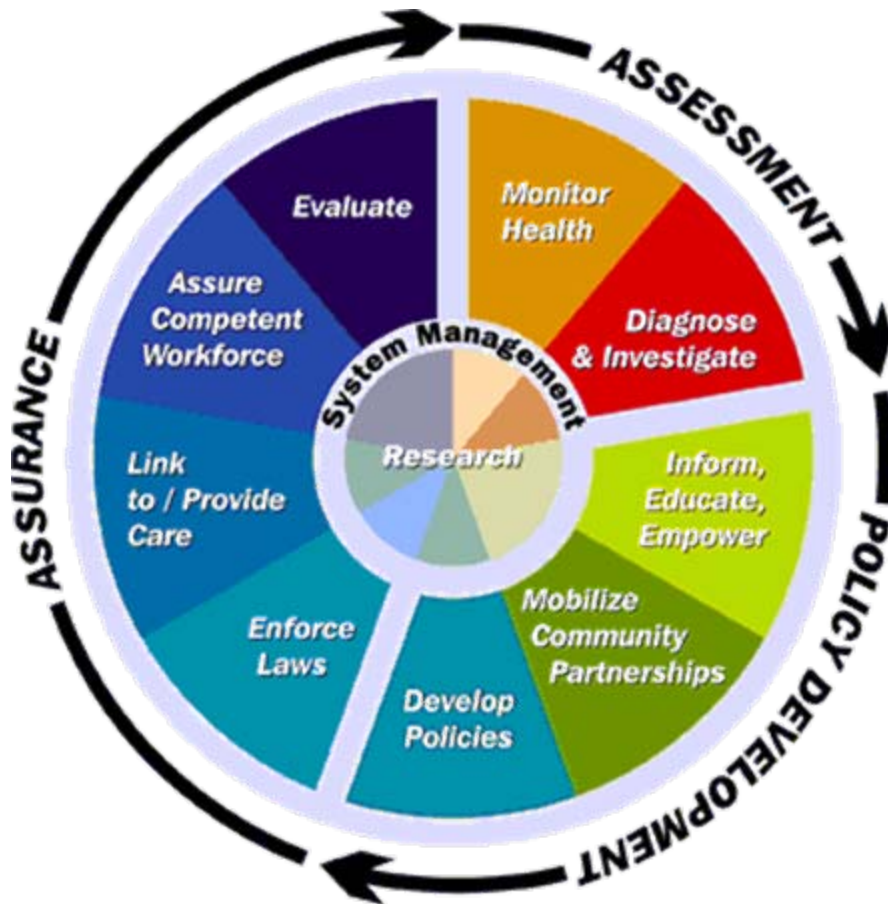 ASSESSMENT
Monitor
Health
Diagnose
& Investigate
POLICY DEVELOPMENT
Inform,
Educate,
Empower
Mobilize
Community
Partnerships
Develop
Policies
ASSURANCE
Enforce
Laws
Link
to / Provide
Care
Assure
Competent
Workforce
Evaluate
System Management
Research